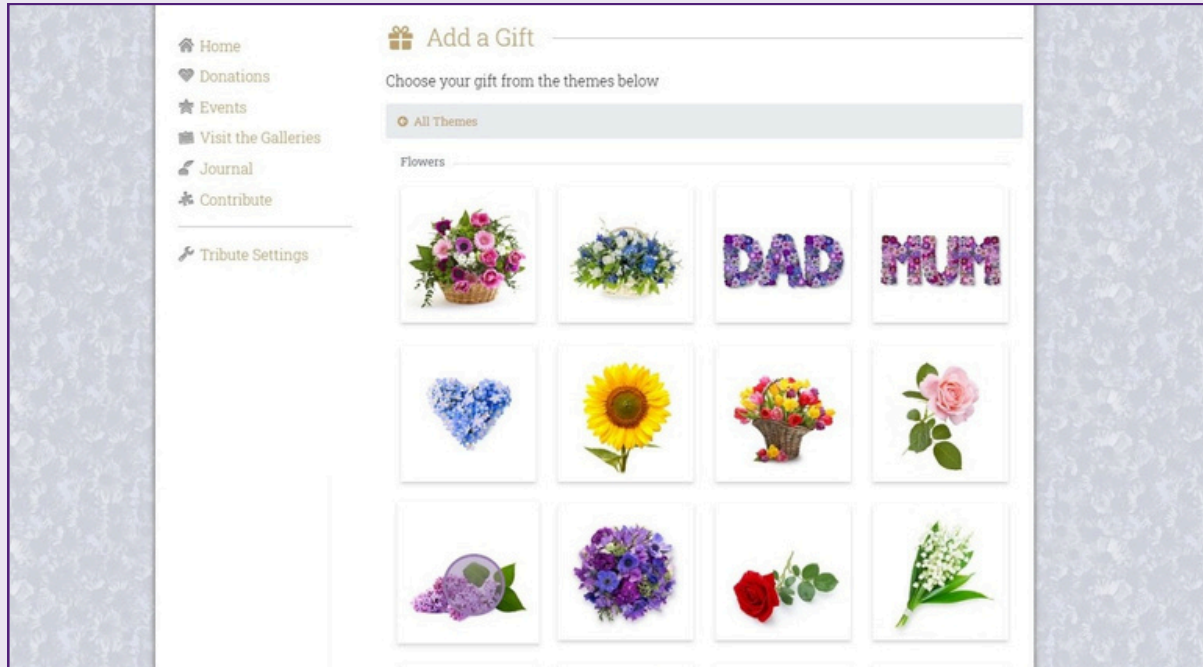 Home
Donations
Events
Visit the Galleries
Journal
Contribute
Tribute Settings
Add a Gift
Choose your gift from the themes below
All Themes
Flowers
DAD
MUM